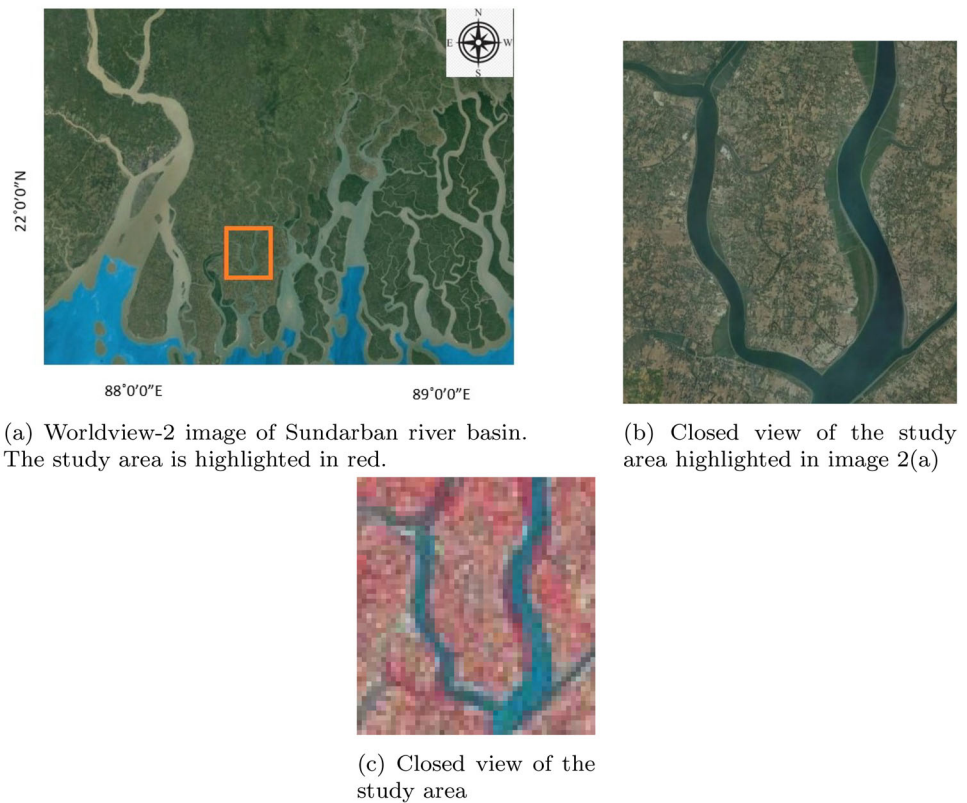 N
E W
S
22°0'0"N
88°0'0"E
89°0'0"E
(a) Worldview-2 image of Sundarban river basin.
The study area is highlighted in red.
(b) Closed view of the study
area highlighted in image 2(a)
(c) Closed view of the
study area